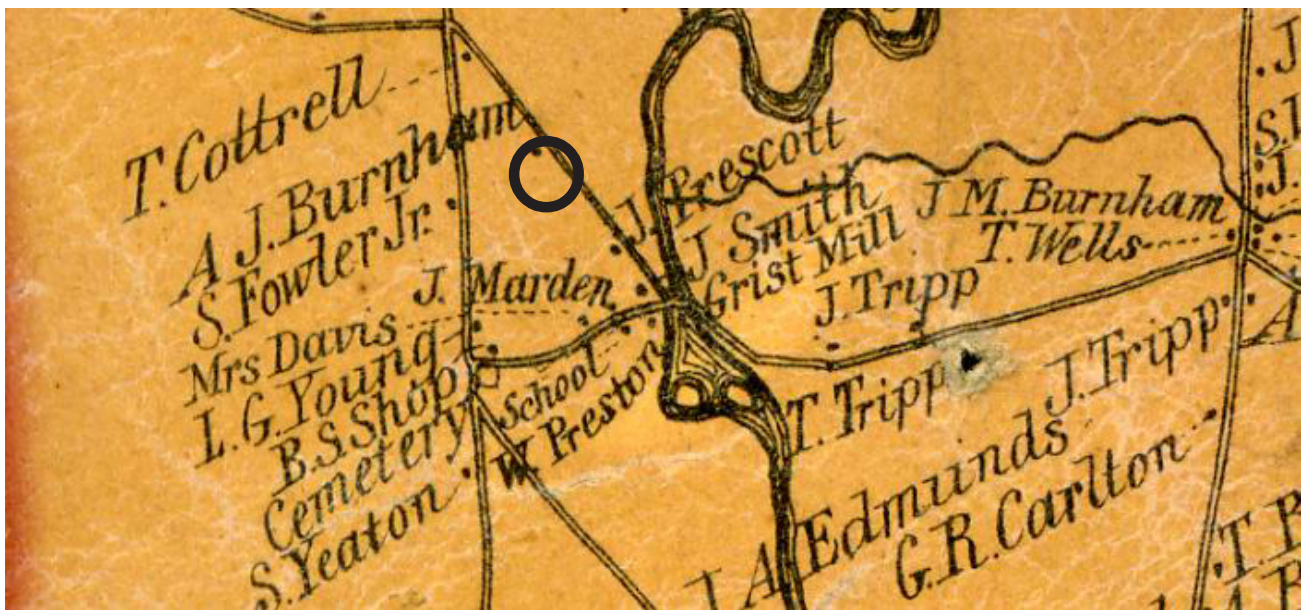 T. Cottrell
A J. Burnham
S. Fowler Jr.
J. Marden
Mrs Davis
L. G. Young
B. S. Shop
Cemetery
S. Yeaton
School
W. Preston
J. Prescott
J Smith
Grist Mill
J. Tripp
J M. Burnham
T. Wells
T. Tripp
J. Tripp
Edmunds
G. R. Carlton
J
J.
T. B
A